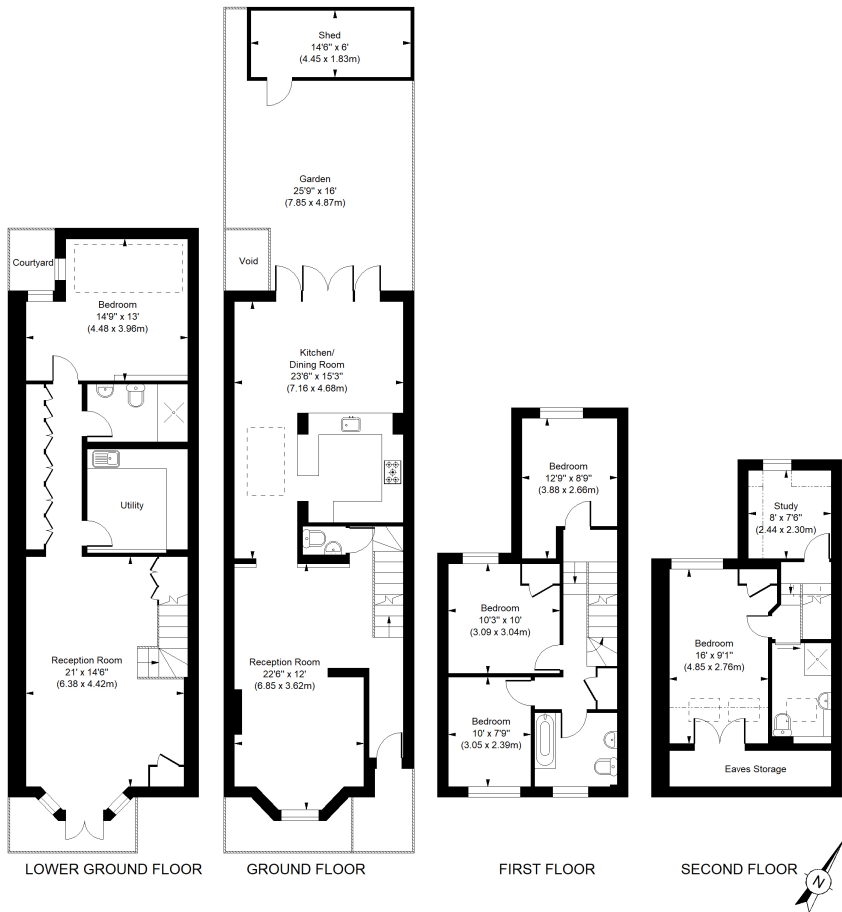 Shed
14'6" x 6'
(4.45 x 1.83m)
Garden
25'9" x 16'
(7.85 x 4.87m)
Courtyard
Void
Bedroom
14'9" x 13'
(4.48 x 3.96m)
Kitchen/
Dining Room
23'6" x 15'3"
(7.16 x 4.68m)
Utility
Reception Room
21' x 14'6"
(6.38 x 4.42m)
Reception Room
22'6" x 12'
(6.85 x 3.62m)
Bedroom
12'9" x 8'9"
(3.88 x 2.66m)
Bedroom
10'3" x 10'
(3.09 x 3.04m)
Bedroom
10' x 7'9"
(3.05 x 2.39m)
Study
8' x 7'6"
(2.44 x 2.30m)
Bedroom
16' x 9'1"
(4.85 x 2.76m)
Eaves Storage
LOWER GROUND FLOOR
GROUND FLOOR
FIRST FLOOR
SECOND FLOOR
N